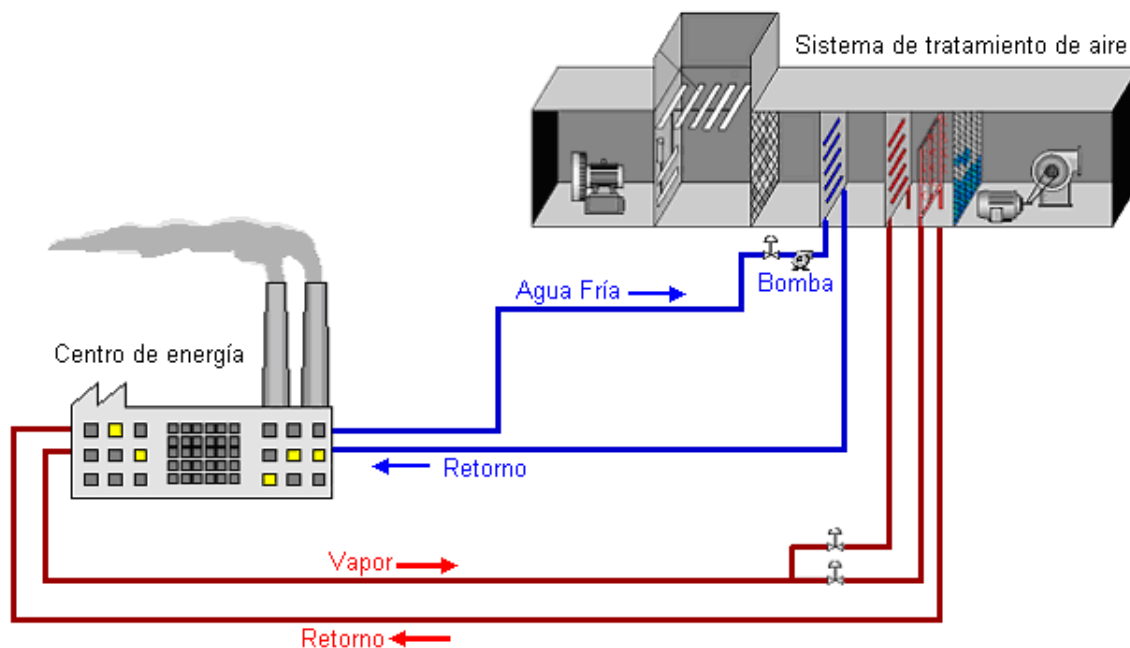 Sistema de tratamiento de aire
Agua Fría
Bomba
Centro de energía
Retorno
Vapor
Retorno